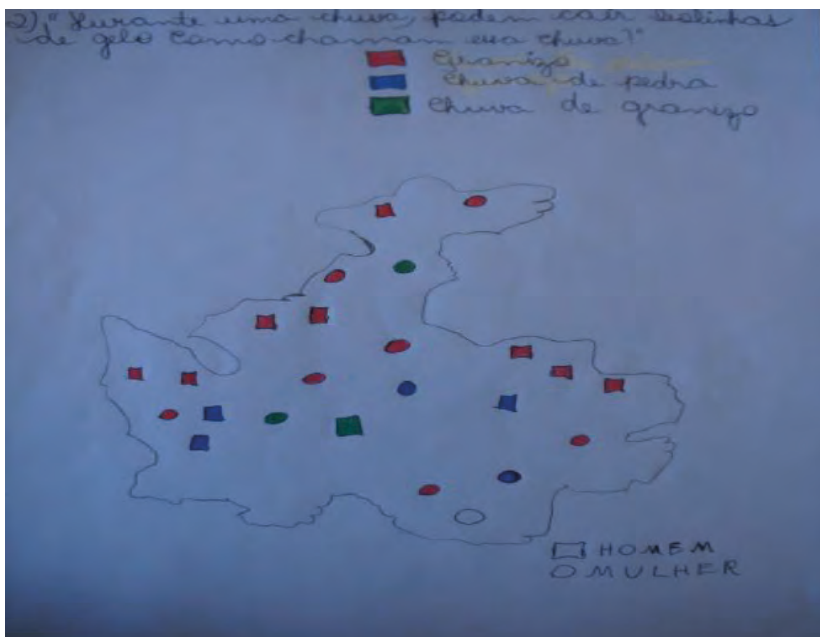 2) "Durante uma chuva, podem cair bolinhas
de gelo como chamam essa chuva?"
Granizo
Chuva de pedra
Chuva de granizo
HOMEM
MULHER